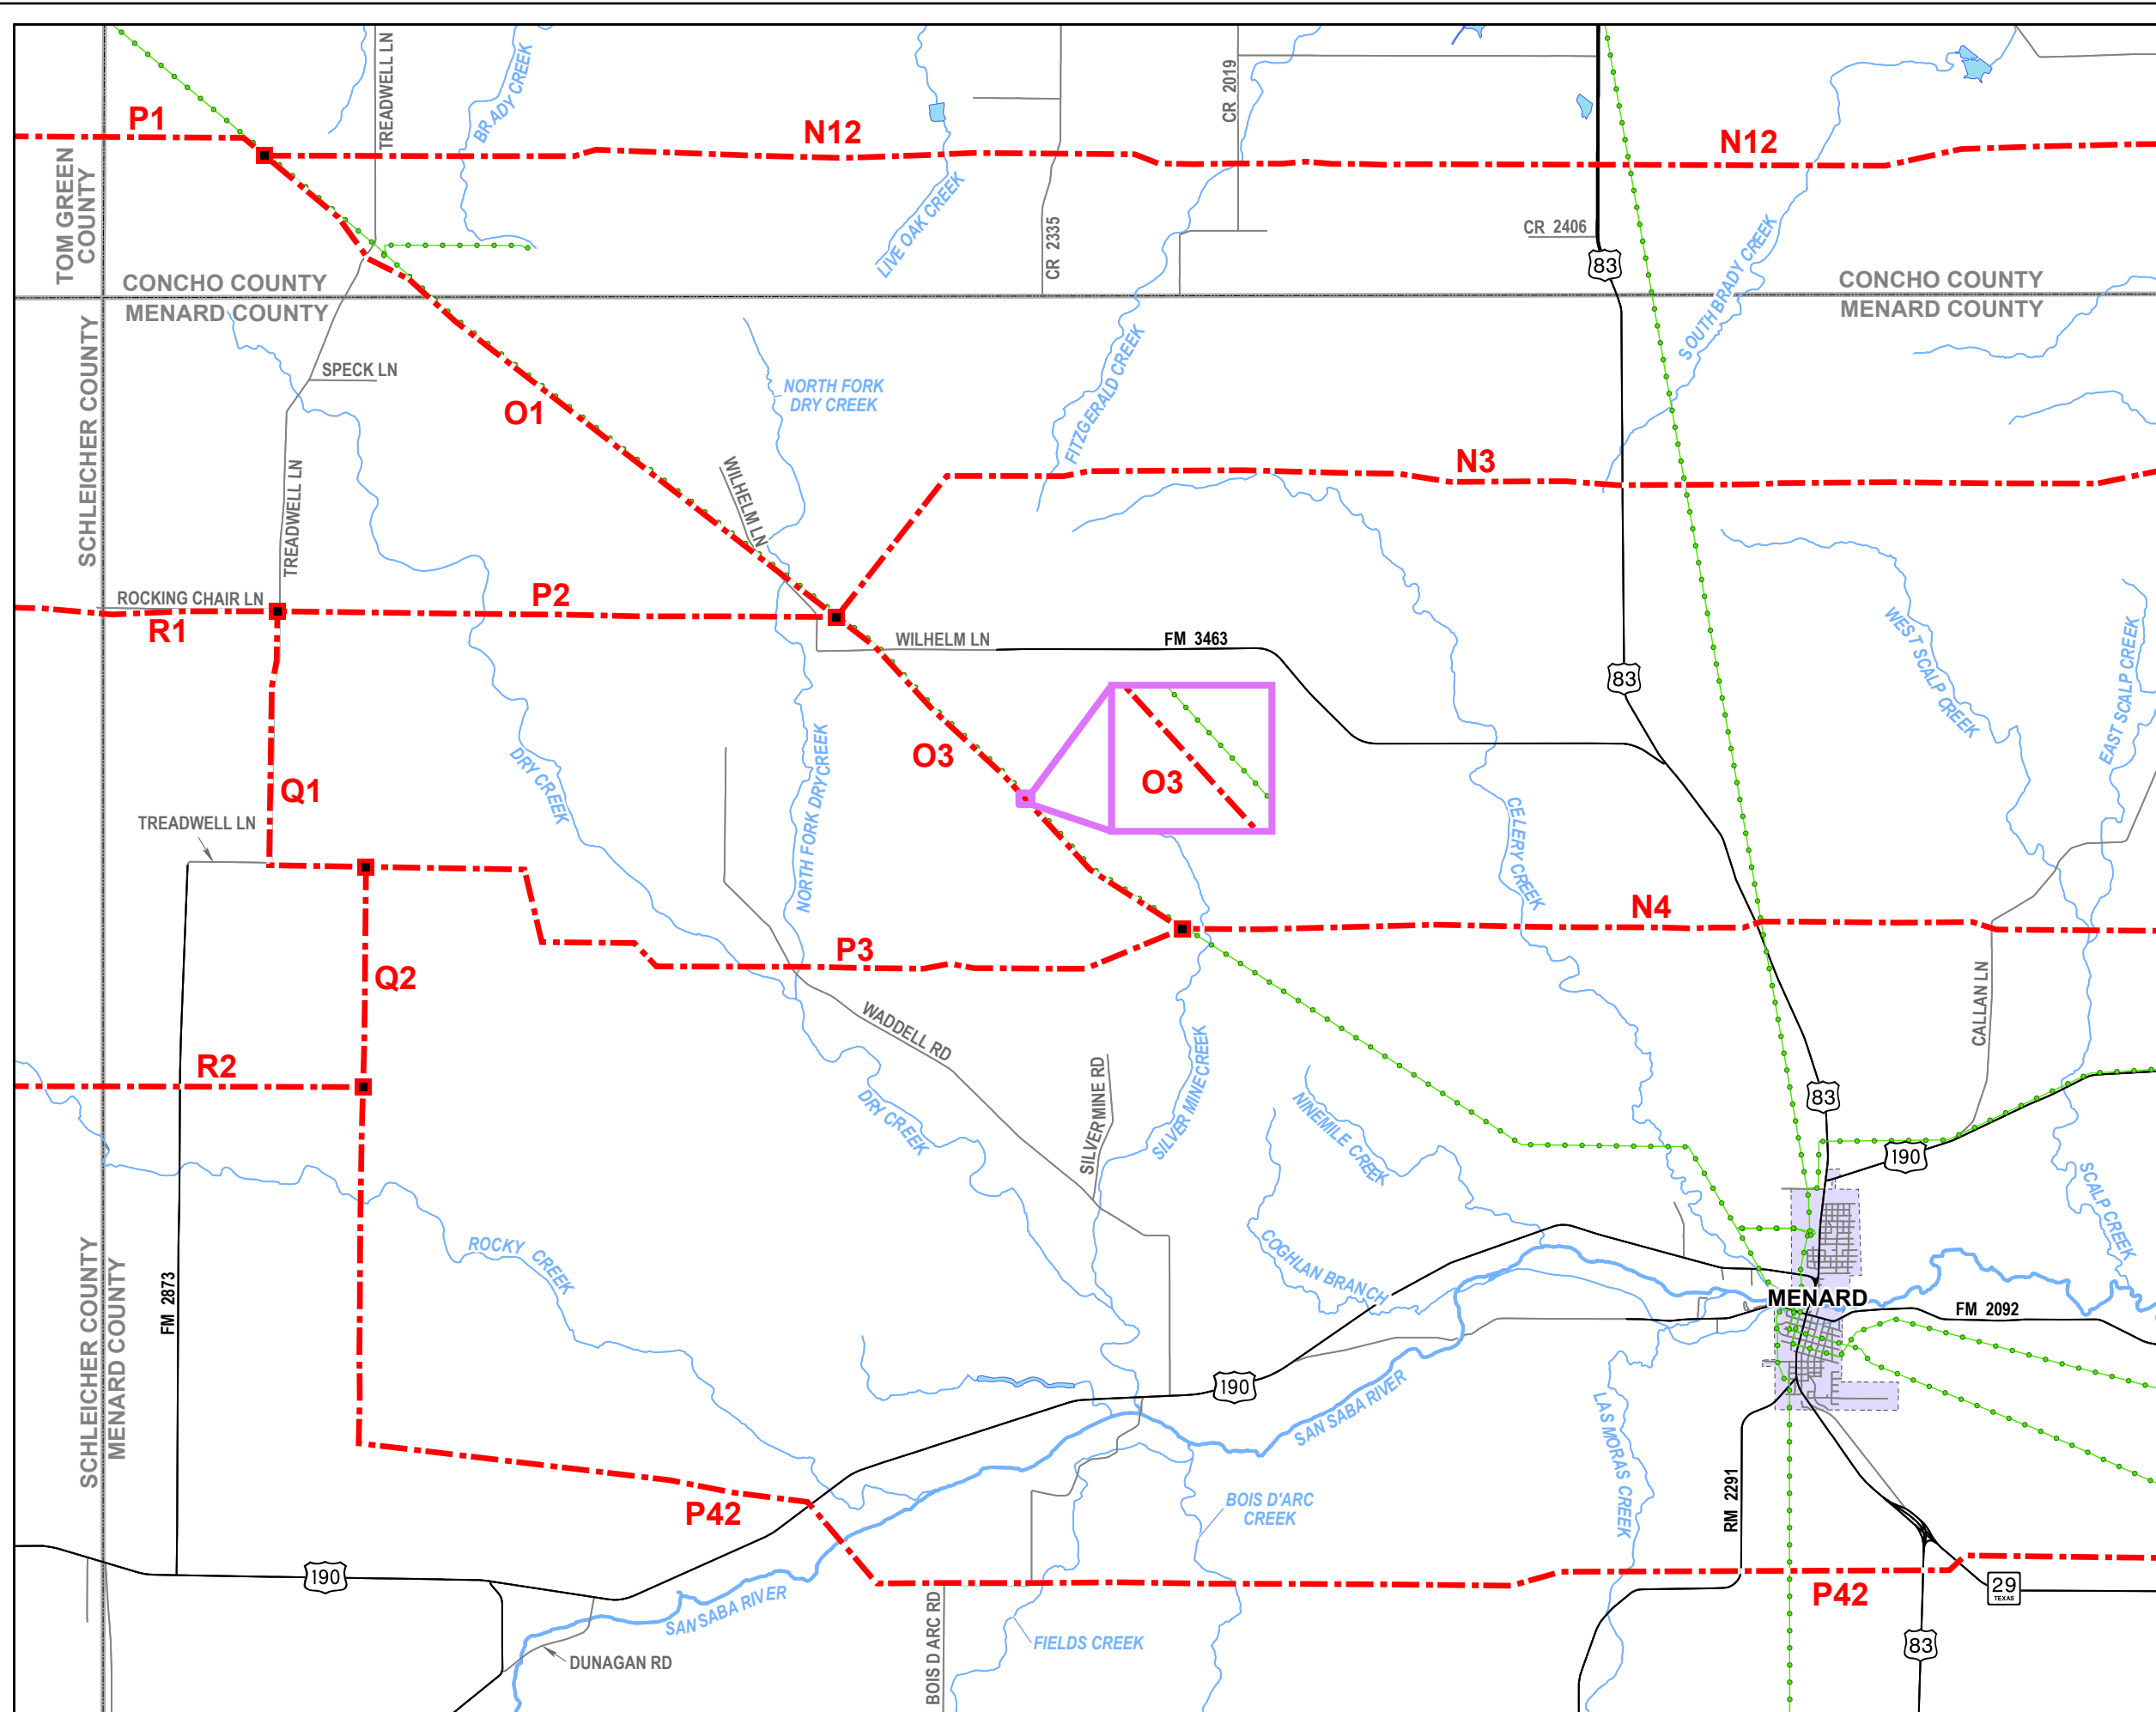 P1
TREADWELL LN
BRADY CREEK
N12
CR 2019
N12
TOM GREEN
COUNTY
LIVE OAK CREEK
CR 2335
CR 2406
83
SOUTH BRADY CREEK
CONCHO COUNTY
MENARD COUNTY
CONCHO COUNTY
MENARD COUNTY
SCHLEICHER COUNTY
SPECK LN
O1
NORTH FORK
DRY CREEK
FITZGERALD CREEK
N3
WILHELM LN
TREADWELL LN
ROCKING CHAIR LN
R1
P2
WILHELM LN
FM 3463
83
WEST SCALP CREEK
EAST SCALP CREEK
O3
O3
Q1
TREADWELL LN
DRY CREEK
NORTH FORK DRY CREEK
CELERY CREEK
N4
P3
Q2
CALLAN LN
WADDELL RD
R2
SILVERMINE RD
SILVER MINE CREEK
DRY CREEK
NINEMILE CREEK
83
190
SCALP CREEK
ROCKY CREEK
COGHLAN BRANCH
SCHLEICHER COUNTY
MENARD COUNTY
FM 2873
MENARD
FM 2092
190
SAN SABA RIVER
LAS MORAS CREEK
P42
BOIS D'ARC
CREEK
RM 2291
190
P42
29
TEXAS
SAN SABA RIVER
BOIS D ARC RD
FIELDS CREEK
83
DUNAGAN RD